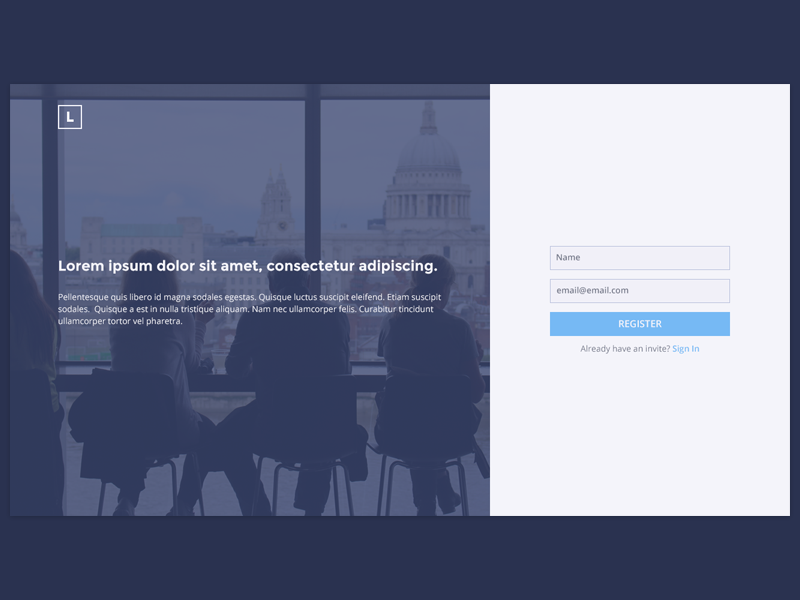 L
Lorem ipsum dolor sit amet, consectetur adipiscing.
Pellentesque quis libero id magna sodales egestas. Quisque luctus suscipit eleifend. Etiam suscipit
sodales.  Quisque a est in nulla tristique aliquam. Nam nec ullamcorper felis. Curabitur tincidunt
ullamcorper tortor vel pharetra.
Name
email@email.com
REGISTER
Already have an invite? Sign In